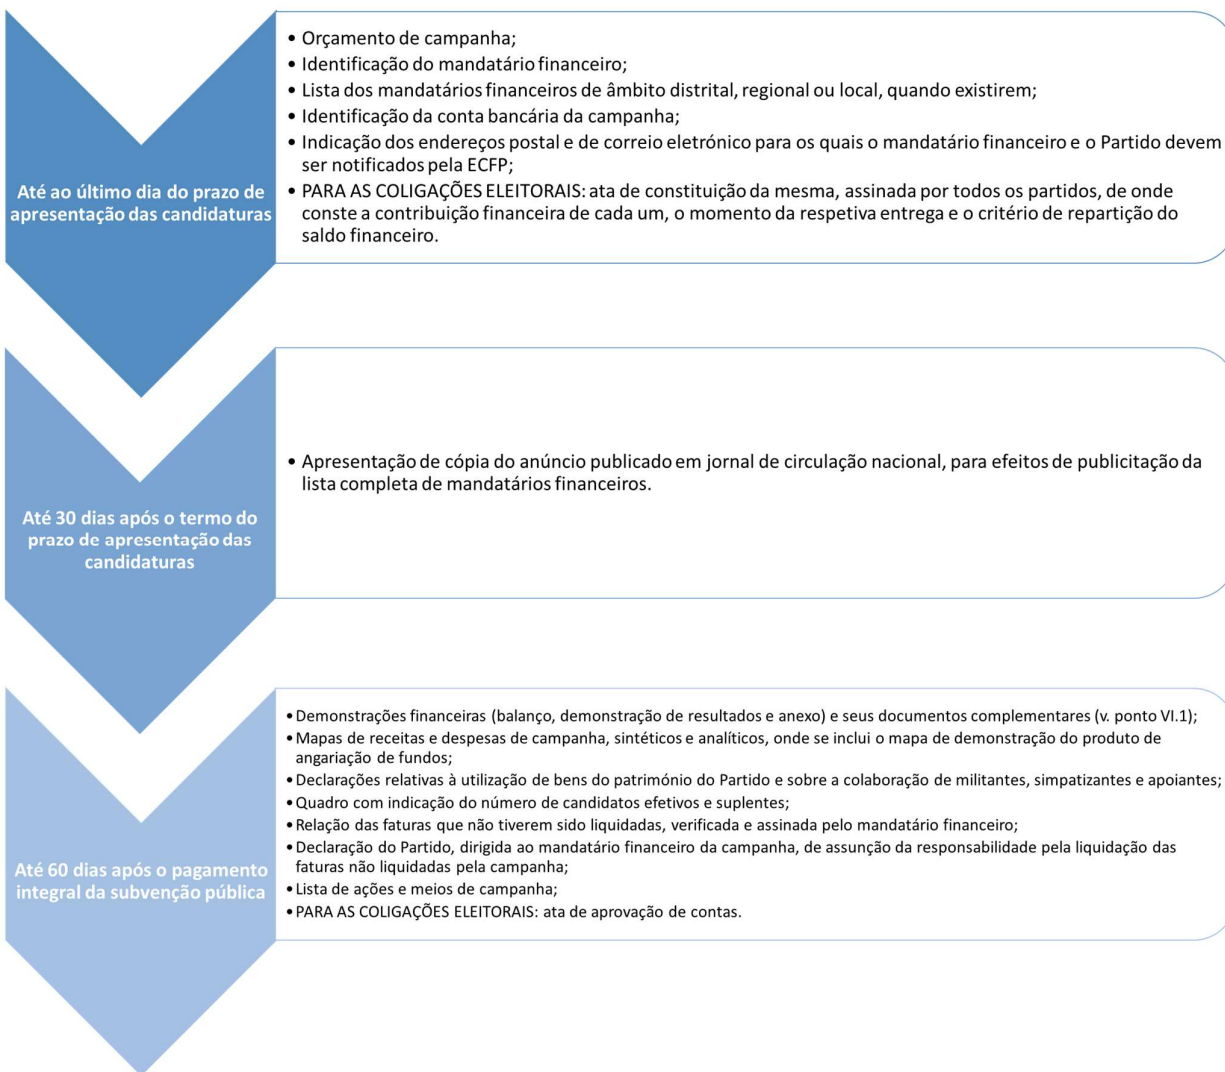 Até ao último dia do prazo de
apresentação das candidaturas
• Orçamento de campanha;
• Identificação do mandatário financeiro;
• Lista dos mandatários financeiros de âmbito distrital, regional ou local, quando existirem;
• Identificação da conta bancária da campanha;
• Indicação dos endereços postal e de correio eletrónico para os quais o mandatário financeiro e o Partido devem
ser notificados pela ECFP;
• PARA AS COLIGAÇÕES ELEITORAIS: ata de constituição da mesma, assinada por todos os partidos, de onde
conste a contribuição financeira de cada um, o momento da respetiva entrega e o critério de repartição do
saldo financeiro.
Até 30 dias após o termo do
prazo de apresentação das
candidaturas
• Apresentação de cópia do anúncio publicado em jornal de circulação nacional, para efeitos de publicitação da
lista completa de mandatários financeiros.
Até 60 dias após o pagamento
integral da subvenção pública
• Demonstrações financeiras (balanço, demonstração de resultados e anexo) e seus documentos complementares (v. ponto VI.1);
• Mapas de receitas e despesas de campanha, sintéticos e analíticos, onde se inclui o mapa de demonstração do produto de
angariação de fundos;
• Declarações relativas à utilização de bens do património do Partido e sobre a colaboração de militantes, simpatizantes e apoiantes;
• Quadro com indicação do número de candidatos efetivos e suplentes;
• Relação das faturas que não tiverem sido liquidadas, verificada e assinada pelo mandatário financeiro;
• Declaração do Partido, dirigida ao mandatário financeiro da campanha, de assunção da responsabilidade pela liquidação das
faturas não liquidadas pela campanha;
• Lista de ações e meios de campanha;
• PARA AS COLIGAÇÕES ELEITORAIS: ata de aprovação de contas.